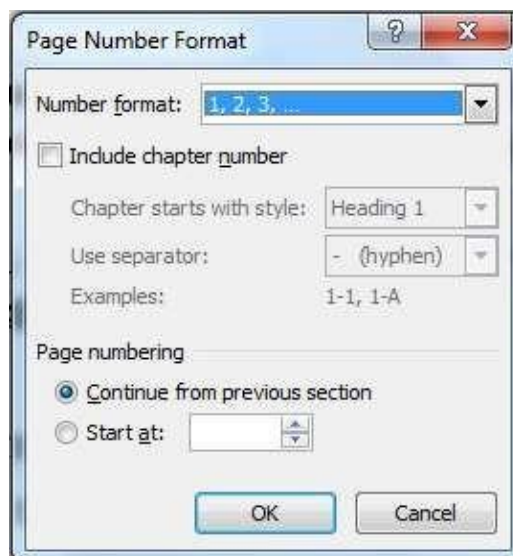 Page Number Format
Number format: 1, 2, 3, ...
Include chapter number
Chapter starts with style: Heading 1
Use separator: - (hyphen)
Examples: 1-1, 1-A
Page numbering
Continue from previous section
Start at:
OK Cancel